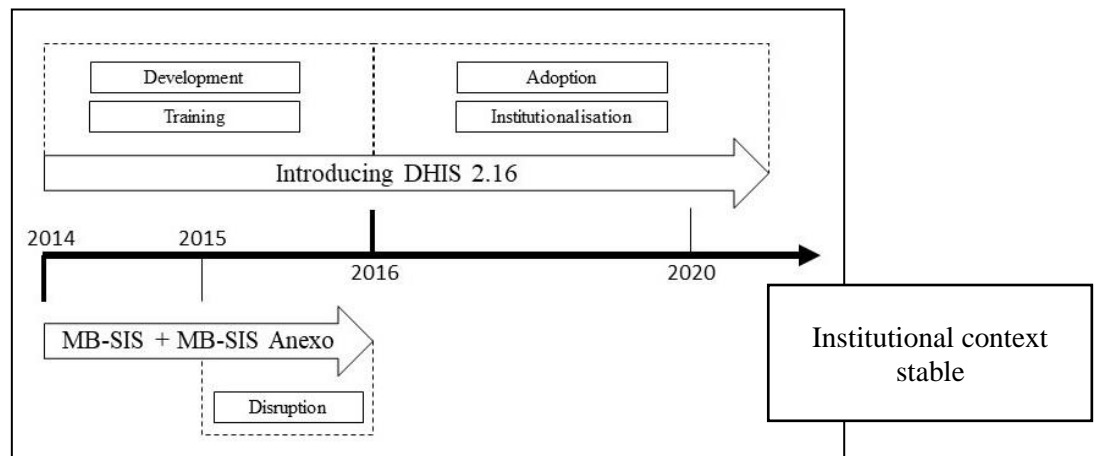 Development
Training
Adoption
Institutionalisation
Introducing DHIS 2.16
2014
2015
2016
2020
MB-SIS + MB-SIS Anexo
Disruption
Institutional context
stable